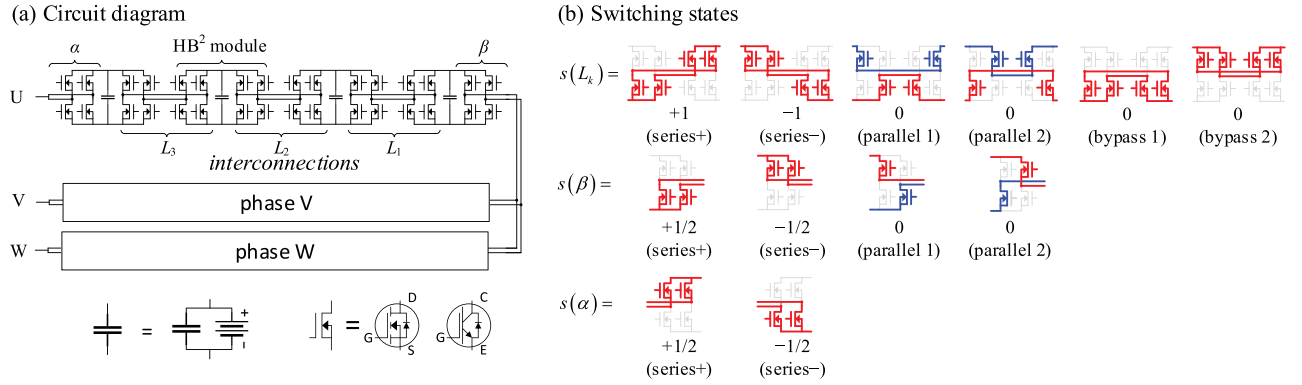 (a) Circuit diagram
α
HB² module
β
U
L₃
L₂
L₁
interconnections
V
phase V
W
phase W
=
+
−
=
D
G
S
C
G
E
(b) Switching states
s(Lₖ) =
+1
(series+)
−1
(series−)
0
(parallel 1)
0
(parallel 2)
0
(bypass 1)
0
(bypass 2)
s(β) =
+1/2
(series+)
−1/2
(series−)
0
(parallel 1)
0
(parallel 2)
s(α) =
+1/2
(series+)
−1/2
(series−)